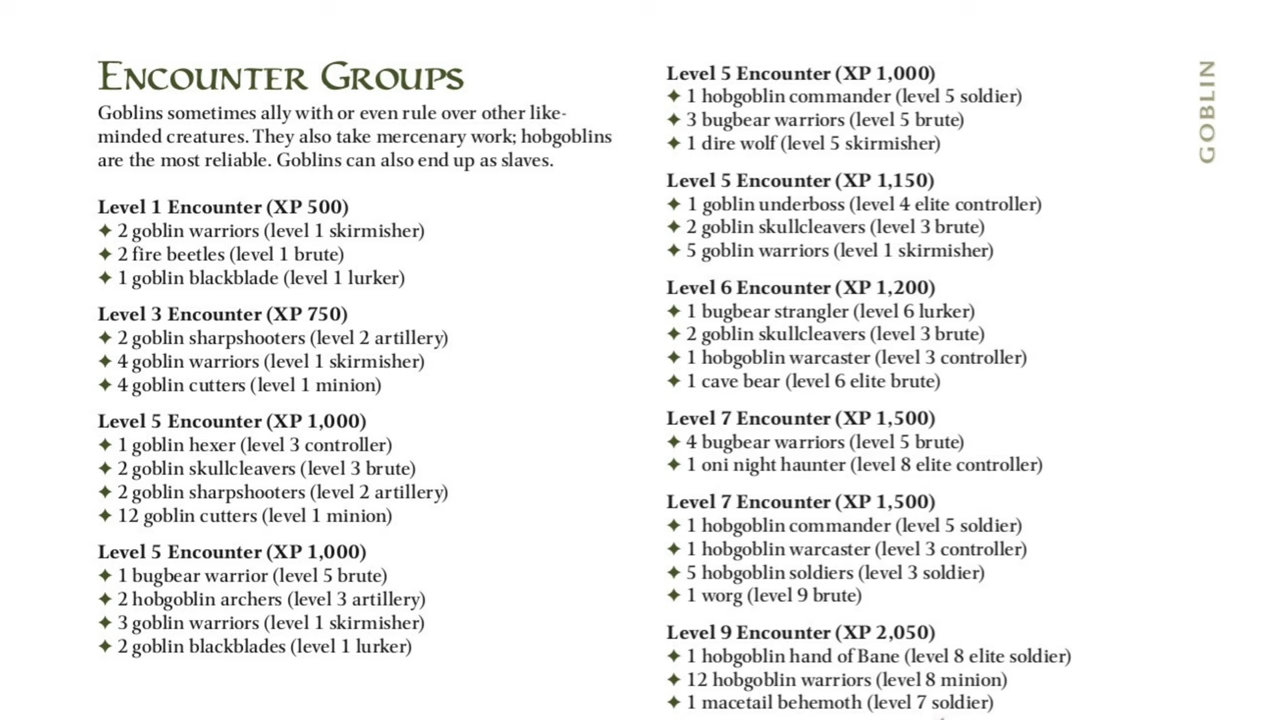 Encounter Groups
Goblins sometimes ally with or even rule over other like-
minded creatures. They also take mercenary work; hobgoblins
are the most reliable. Goblins can also end up as slaves.
Level 1 Encounter (XP 500)
✦ 2 goblin warriors (level 1 skirmisher)
✦ 2 fire beetles (level 1 brute)
✦ 1 goblin blackblade (level 1 lurker)
Level 3 Encounter (XP 750)
✦ 2 goblin sharpshooters (level 2 artillery)
✦ 4 goblin warriors (level 1 skirmisher)
✦ 4 goblin cutters (level 1 minion)
Level 5 Encounter (XP 1,000)
✦ 1 goblin hexer (level 3 controller)
✦ 2 goblin skullcleavers (level 3 brute)
✦ 2 goblin sharpshooters (level 2 artillery)
✦ 12 goblin cutters (level 1 minion)
Level 5 Encounter (XP 1,000)
✦ 1 bugbear warrior (level 5 brute)
✦ 2 hobgoblin archers (level 3 artillery)
✦ 3 goblin warriors (level 1 skirmisher)
✦ 2 goblin blackblades (level 1 lurker)
Level 5 Encounter (XP 1,000)
✦ 1 hobgoblin commander (level 5 soldier)
✦ 3 bugbear warriors (level 5 brute)
✦ 1 dire wolf (level 5 skirmisher)
Level 5 Encounter (XP 1,150)
✦ 1 goblin underboss (level 4 elite controller)
✦ 2 goblin skullcleavers (level 3 brute)
✦ 5 goblin warriors (level 1 skirmisher)
Level 6 Encounter (XP 1,200)
✦ 1 bugbear strangler (level 6 lurker)
✦ 2 goblin skullcleavers (level 3 brute)
✦ 1 hobgoblin warcaster (level 3 controller)
✦ 1 cave bear (level 6 elite brute)
Level 7 Encounter (XP 1,500)
✦ 4 bugbear warriors (level 5 brute)
✦ 1 oni night haunter (level 8 elite controller)
Level 7 Encounter (XP 1,500)
✦ 1 hobgoblin commander (level 5 soldier)
✦ 1 hobgoblin warcaster (level 3 controller)
✦ 5 hobgoblin soldiers (level 3 soldier)
✦ 1 worg (level 9 brute)
Level 9 Encounter (XP 2,050)
✦ 1 hobgoblin hand of Bane (level 8 elite soldier)
✦ 12 hobgoblin warriors (level 8 minion)
✦ 1 macetail behemoth (level 7 soldier)
GOBLIN